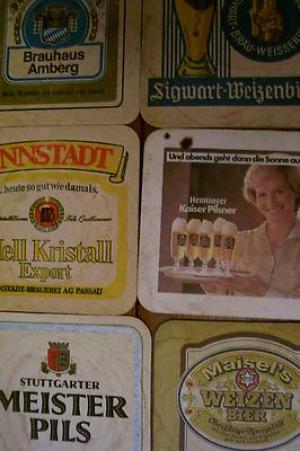 Brauhaus
Amberg
Sigwart-Weizenbi
NNSTADT
. heute so gut wie damals.
Hell Kristall
Export
NSTADT-BRAUEREI AG PASSAU
Und abends geht dann die Sonne au
Henninger
Kaiser Pilsner
STUTTGARTER
MEISTER
PILS
Maisel's
WEIZEN
BIER